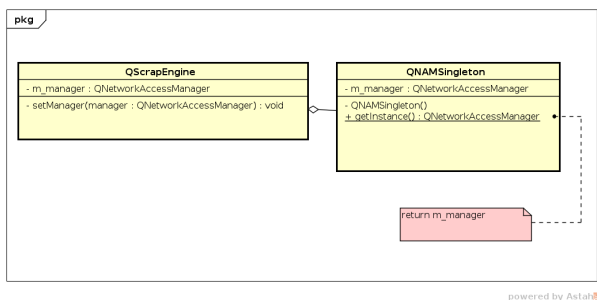 pkg
QScrapEngine
- m_manager : QNetworkAccessManager
- setManager(manager : QNetworkAccessManager) : void
QNAMSingleton
- m_manager : QNetworkAccessManager
- QNAMSingleton()
+ getInstance() : QNetworkAccessManager
return m_manager
powered by Astah